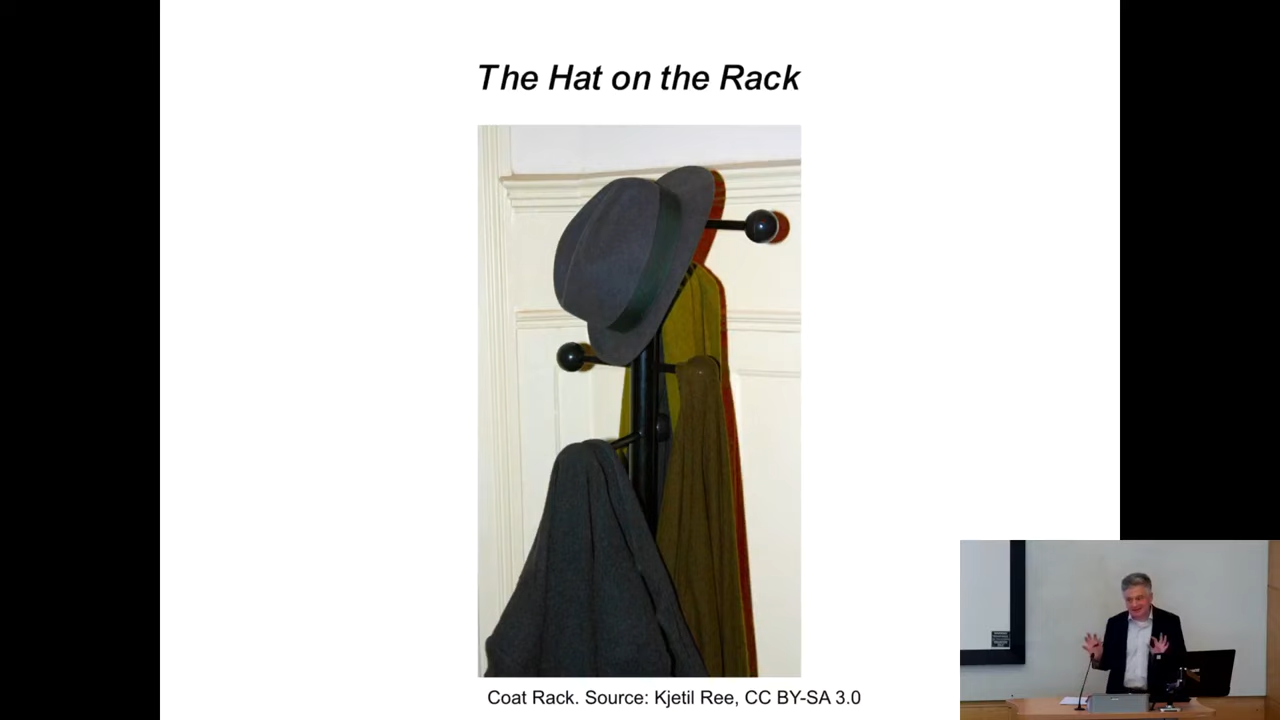 The Hat on the Rack
Coat Rack. Source: Kjetil Ree, CC BY-SA 3.0